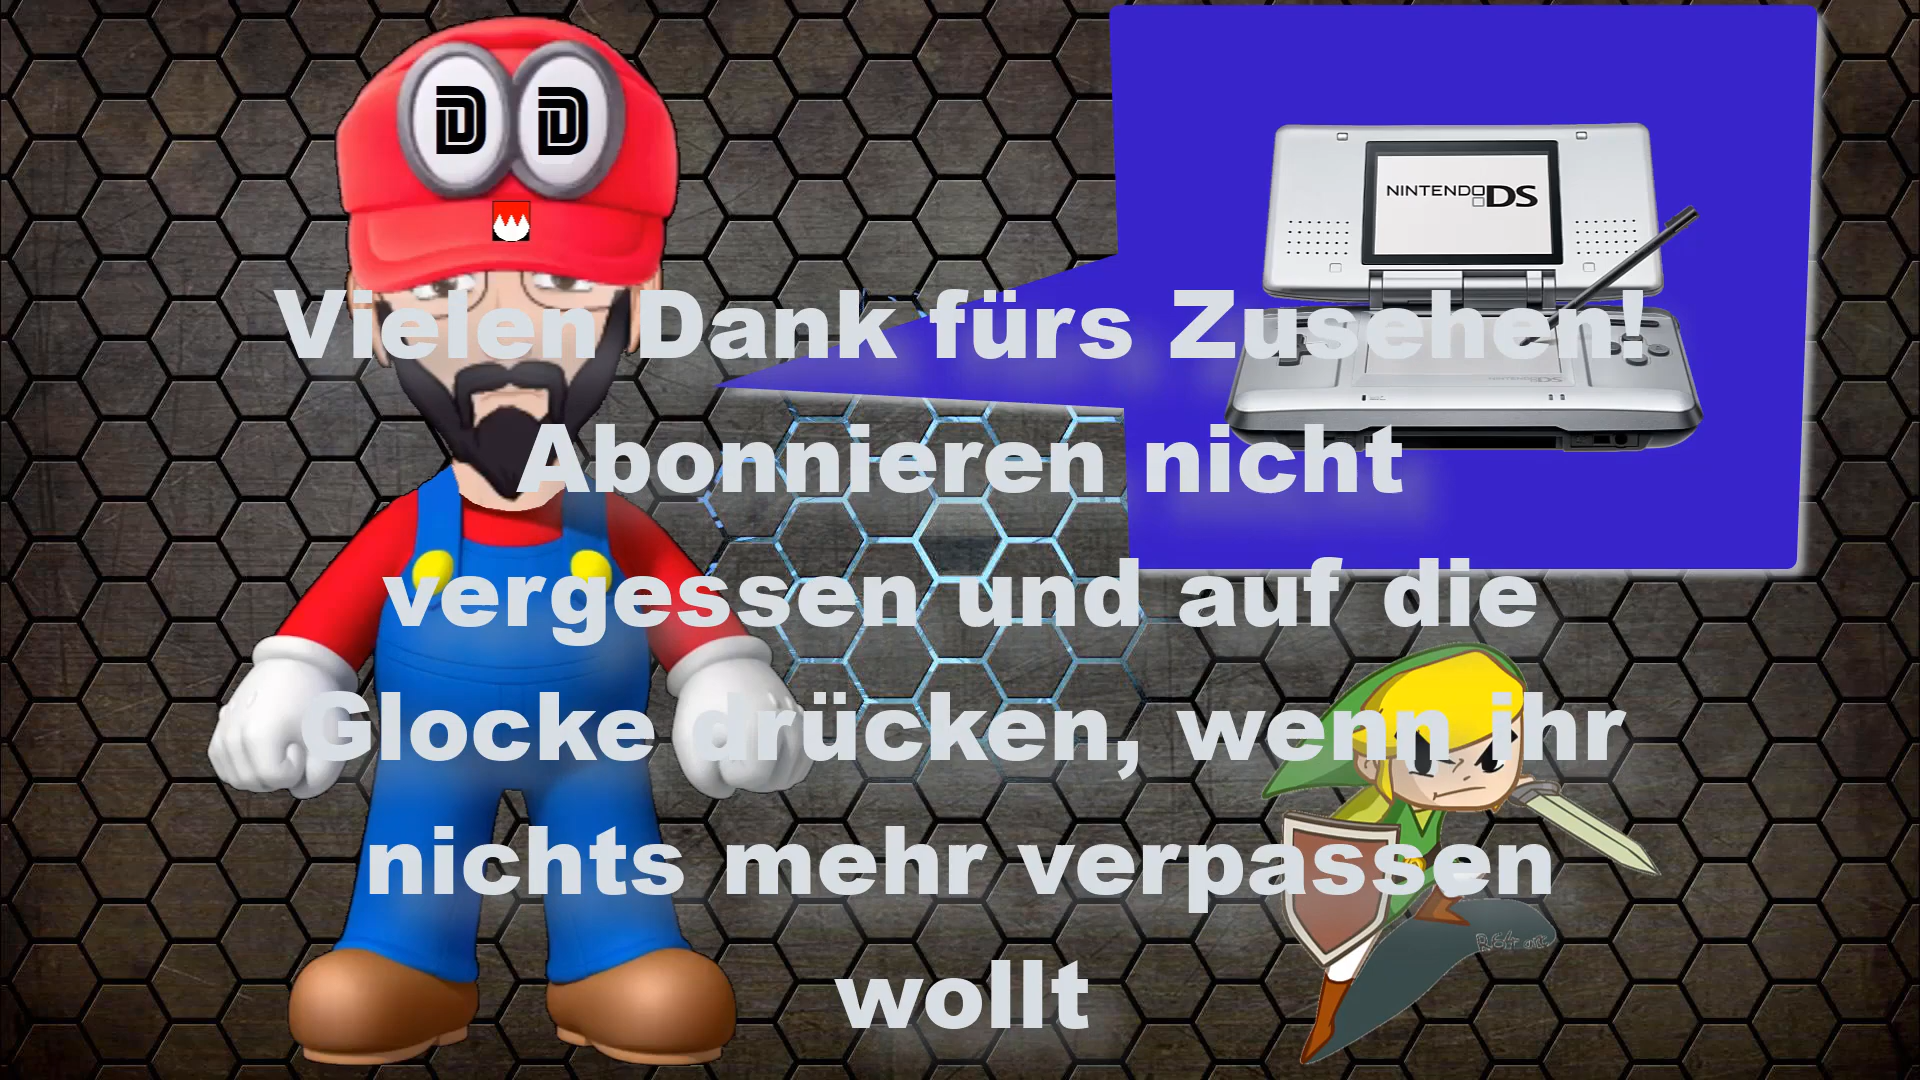 D D
NINTENDO DS
Vielen Dank fürs Zusehen!
Abonnieren nicht
vergessen und auf die
Glocke drücken, wenn ihr
nichts mehr verpassen
wollt